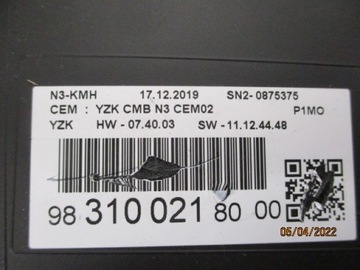 N3-KMH 17.12.2019 SN2- 0875375
CEM : YZK CMB N3 CEM02 P1MO
YZK HW - 07.40.03 SW - 11.12.44.48
98 310 021 80 00
05/04/2022